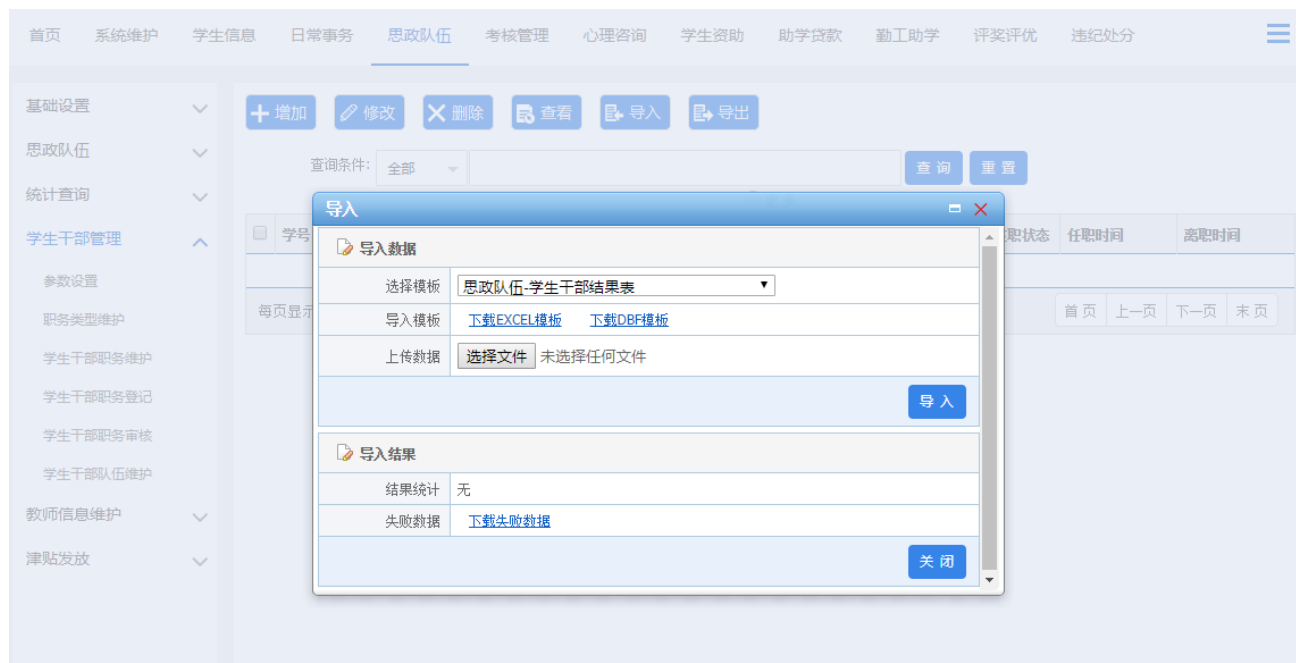 首页 系统维护 学生信息 日常事务 思政队伍 考核管理 心理咨询 学生资助 助学贷款 勤工助学 评奖评优 违纪处分
基础设置
思政队伍
统计查询
学生干部管理
参数设置
职务类型维护
学生干部职务维护
学生干部职务登记
学生干部职务审核
学生干部队伍维护
教师信息维护
津贴发放
增加 修改 删除 查看 导入 导出
查询条件: 全部 查 询 重 置
学号 职状态 任职时间 离职时间
每页显示 首 页 上一页 下一页 末 页
导入
导入数据
选择模板 思政队伍-学生干部结果表
导入模板 下载EXCEL模板 下载DBF模板
上传数据 选择文件 未选择任何文件
导 入
导入结果
结果统计 无
失败数据 下载失败数据
关 闭